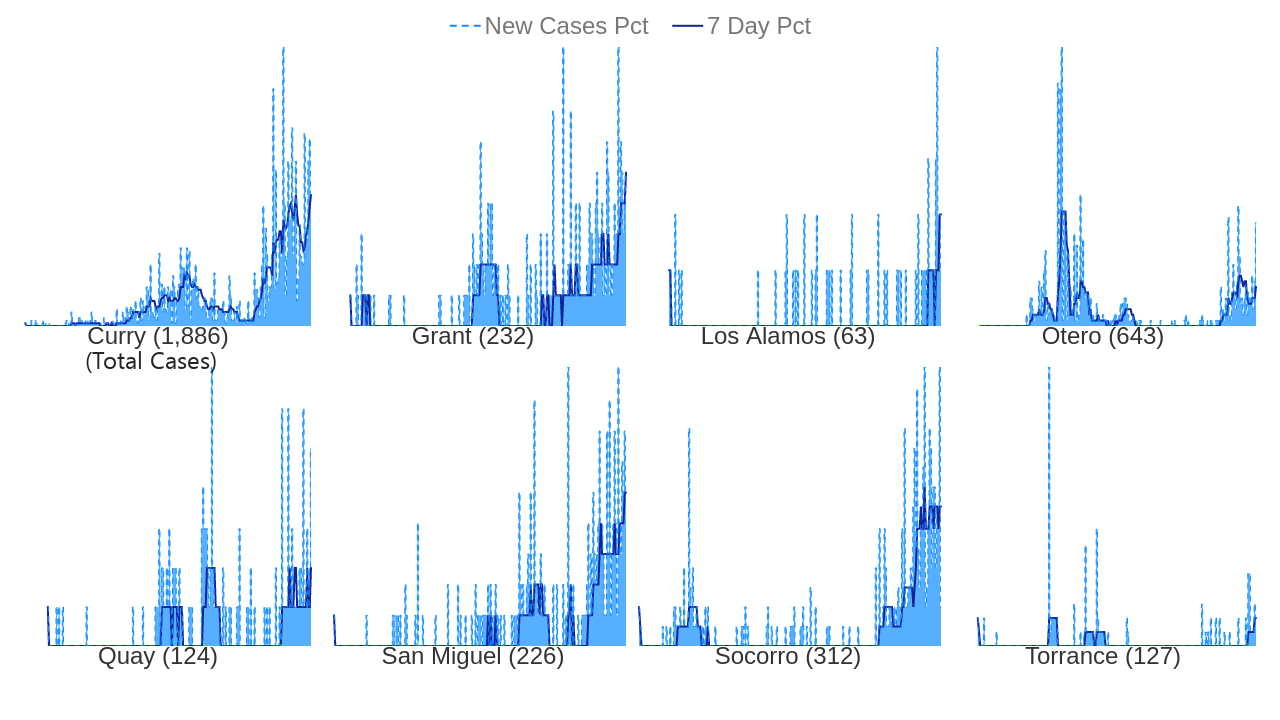 New Cases Pct 7 Day Pct
Curry (1,886) Grant (232) Los Alamos (63) Otero (643)
(Total Cases)
Quay (124) San Miguel (226) Socorro (312) Torrance (127)